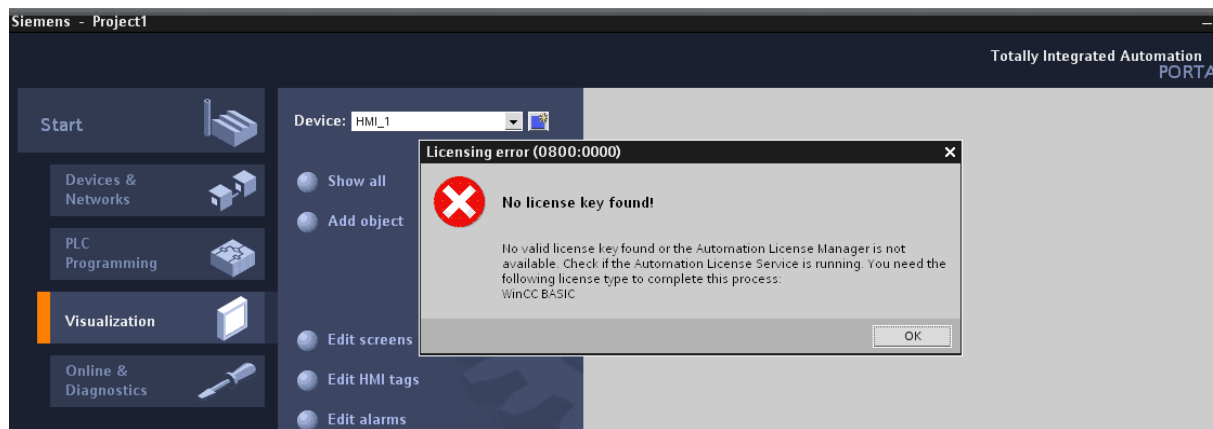 Siemens - Project1
Totally Integrated Automation
PORTA
Start
Device: HMI_1
Licensing error (0800:0000)
Devices &
Networks
Show all
No license key found!
Add object
PLC
Programming
No valid license key found or the Automation License Manager is not
available. Check if the Automation License Service is running. You need the
following license type to complete this process:
WinCC BASIC
Visualization
Edit screens
OK
Online &
Diagnostics
Edit HMI tags
Edit alarms